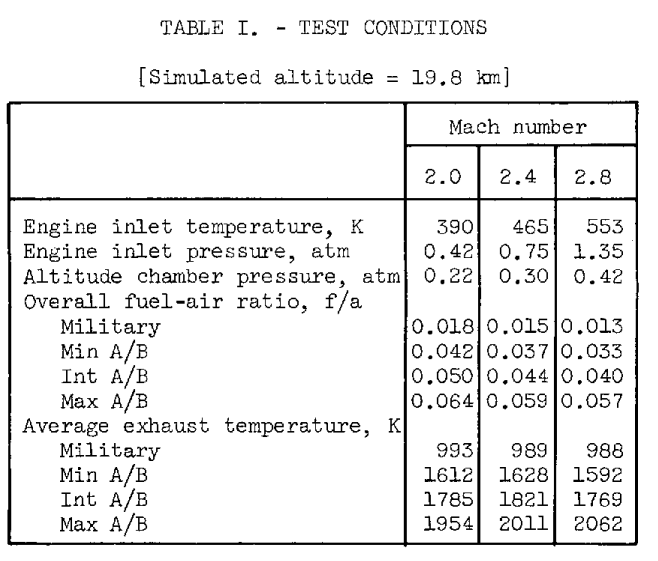 TABLE I. - TEST CONDITIONS
[Simulated altitude = 19.8 km]
Mach number
2.0 2.4 2.8
Engine inlet temperature, K 390 465 553
Engine inlet pressure, atm 0.42 0.75 1.35
Altitude chamber pressure, atm 0.22 0.30 0.42
Overall fuel-air ratio, f/a
Military 0.018 0.015 0.013
Min A/B 0.042 0.037 0.033
Int A/B 0.050 0.044 0.040
Max A/B 0.064 0.059 0.057
Average exhaust temperature, K
Military 993 989 988
Min A/B 1612 1628 1592
Int A/B 1785 1821 1769
Max A/B 1954 2011 2062